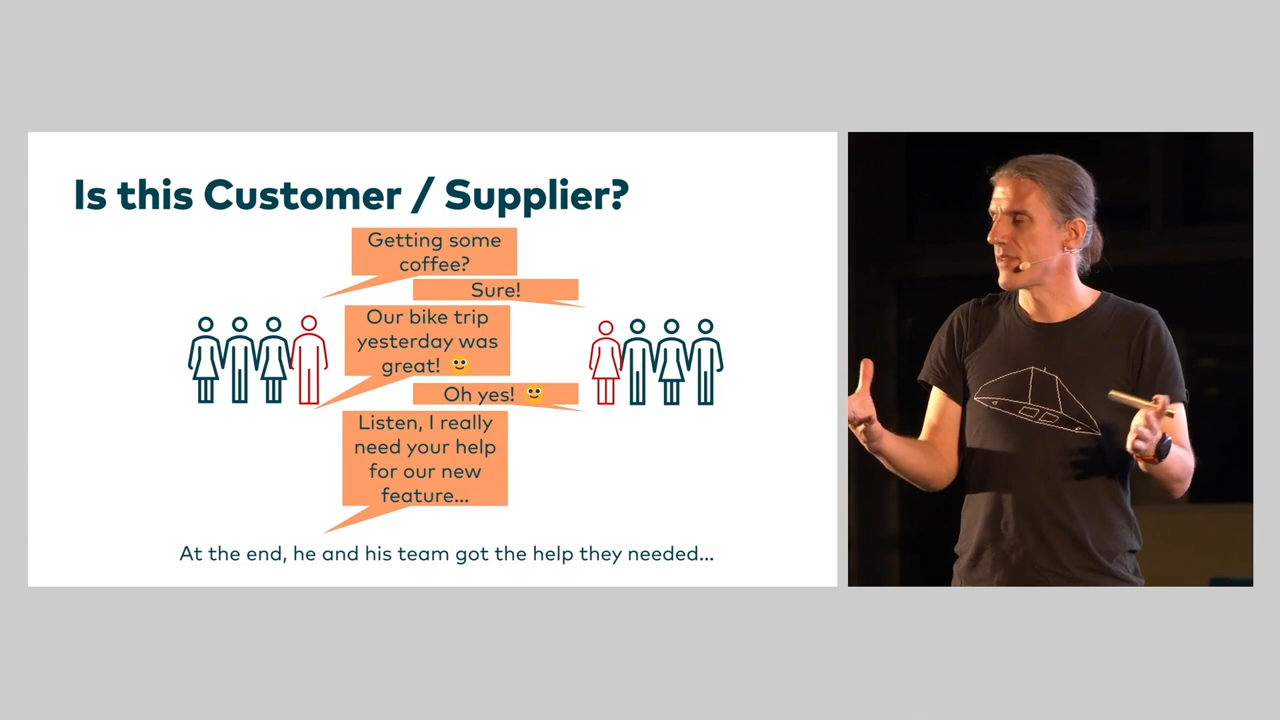 Is this Customer / Supplier?
Getting some
coffee?
Sure!
Our bike trip
yesterday was
great! 🙂
Oh yes! 🙂
Listen, I really
need your help
for our new
feature...
At the end, he and his team got the help they needed...